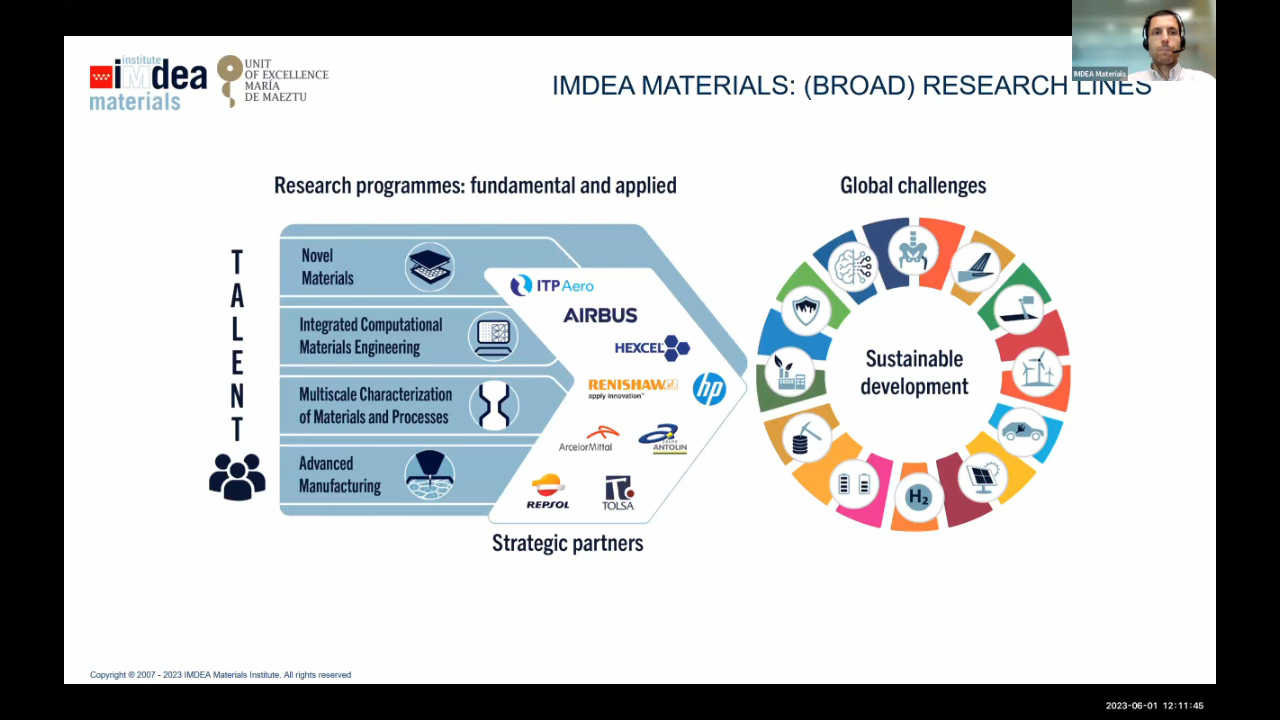 institute
imdea
materials
UNIT
OF EXCELLENCE
MARÍA
DE MAEZTU
IMDEA Materials
IMDEA MATERIALS: (BROAD) RESEARCH LINES
Research programmes: fundamental and applied
Global challenges
TALENT
Novel
Materials
Integrated Computational
Materials Engineering
Multiscale Characterization
of Materials and Processes
Advanced
Manufacturing
ITP Aero
AIRBUS
HEXCEL
RENISHAW
apply innovation™
hp
ArcelorMittal
GRUPO
ANTOLIN
REPSOL
TOLSA
Strategic partners
Sustainable
development
H₂
Copyright ® 2007 - 2023 IMDEA Materials Institute. All rights reserved
2023-06-01 12:11:45